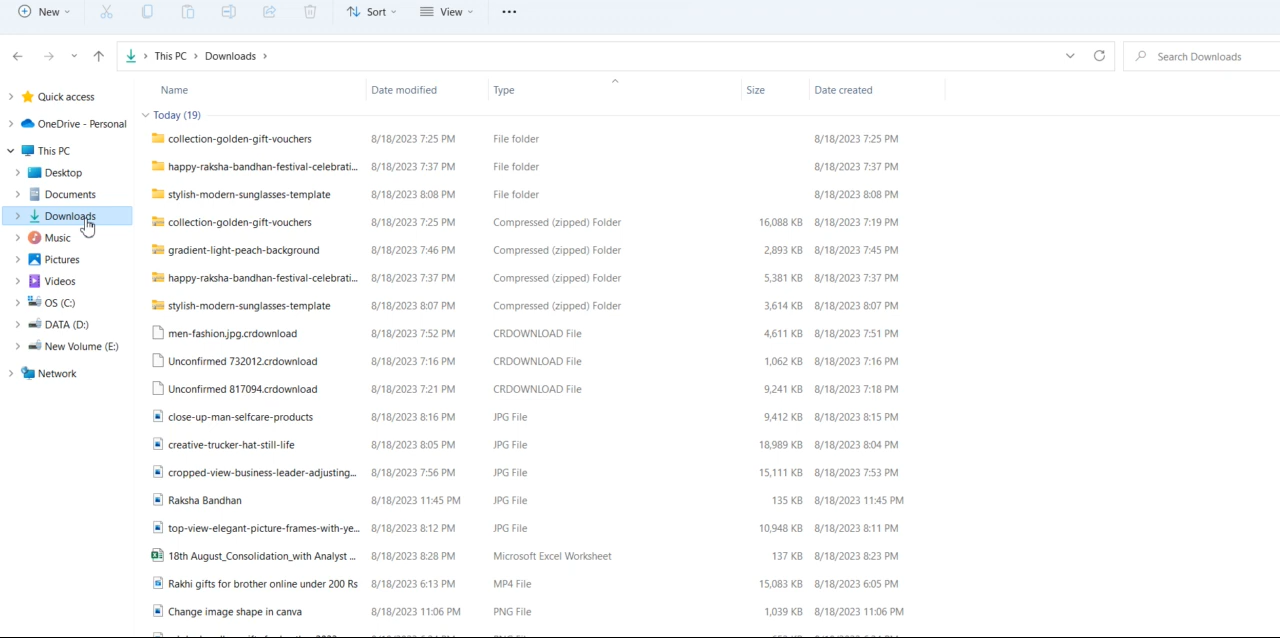 New Sort View
This PC Downloads Search Downloads
Name Date modified Type Size Date created
Quick access
OneDrive - Personal
This PC
Desktop
Documents
Downloads
Music
Pictures
Videos
OS (C:)
DATA (D:)
New Volume (E:)
Network
Today (19)
collection-golden-gift-vouchers 8/18/2023 7:25 PM File folder 8/18/2023 7:25 PM
happy-raksha-bandhan-festival-celebrati... 8/18/2023 7:37 PM File folder 8/18/2023 7:37 PM
stylish-modern-sunglasses-template 8/18/2023 8:08 PM File folder 8/18/2023 8:08 PM
collection-golden-gift-vouchers 8/18/2023 7:25 PM Compressed (zipped) Folder 16,088 KB 8/18/2023 7:19 PM
gradient-light-peach-background 8/18/2023 7:46 PM Compressed (zipped) Folder 2,893 KB 8/18/2023 7:45 PM
happy-raksha-bandhan-festival-celebrati... 8/18/2023 7:37 PM Compressed (zipped) Folder 5,381 KB 8/18/2023 7:37 PM
stylish-modern-sunglasses-template 8/18/2023 8:07 PM Compressed (zipped) Folder 3,614 KB 8/18/2023 8:07 PM
men-fashion.jpg.crdownload 8/18/2023 7:52 PM CRDOWNLOAD File 4,611 KB 8/18/2023 7:51 PM
Unconfirmed 732012.crdownload 8/18/2023 7:16 PM CRDOWNLOAD File 1,062 KB 8/18/2023 7:16 PM
Unconfirmed 817094.crdownload 8/18/2023 7:21 PM CRDOWNLOAD File 9,241 KB 8/18/2023 7:18 PM
close-up-man-selfcare-products 8/18/2023 8:16 PM JPG File 9,412 KB 8/18/2023 8:15 PM
creative-trucker-hat-still-life 8/18/2023 8:05 PM JPG File 18,989 KB 8/18/2023 8:04 PM
cropped-view-business-leader-adjusting... 8/18/2023 7:56 PM JPG File 15,111 KB 8/18/2023 7:53 PM
Raksha Bandhan 8/18/2023 11:45 PM JPG File 135 KB 8/18/2023 11:45 PM
top-view-elegant-picture-frames-with-ye... 8/18/2023 8:12 PM JPG File 10,948 KB 8/18/2023 8:11 PM
18th August_Consolidation_with Analyst ... 8/18/2023 8:28 PM Microsoft Excel Worksheet 137 KB 8/18/2023 8:23 PM
Rakhi gifts for brother online under 200 Rs 8/18/2023 6:13 PM MP4 File 15,083 KB 8/18/2023 6:05 PM
Change image shape in canva 8/18/2023 11:06 PM PNG File 1,039 KB 8/18/2023 11:06 PM